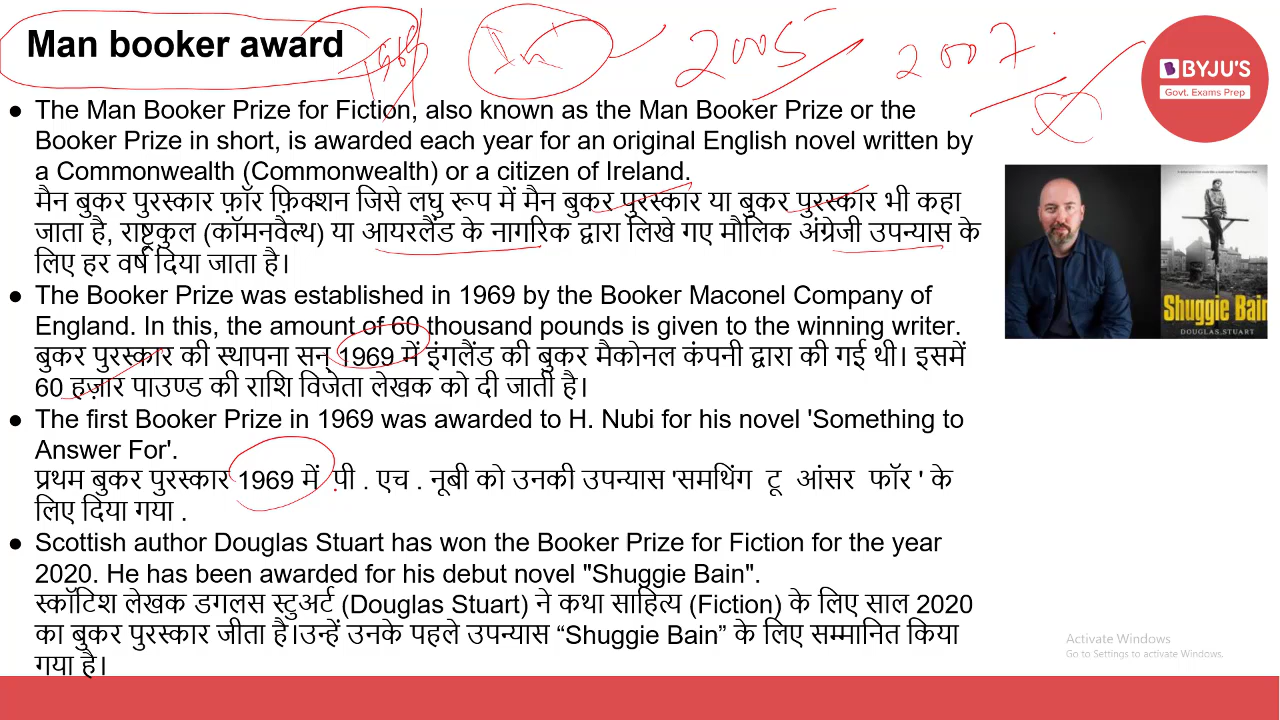 Man booker award
1969
Int
2005
2007
BYJU'S
Govt. Exams Prep
● The Man Booker Prize for Fiction, also known as the Man Booker Prize or the
Booker Prize in short, is awarded each year for an original English novel written by
a Commonwealth (Commonwealth) or a citizen of Ireland.
मैन बुकर पुरस्कार फ़ॉर फ़िक्शन जिसे लघु रूप में मैन बुकर पुरस्कार या बुकर पुरस्कार भी कहा
जाता है, राष्ट्रकुल (कॉमनवैल्थ) या आयरलैंड के नागरिक द्वारा लिखे गए मौलिक अंग्रेजी उपन्यास के
लिए हर वर्ष दिया जाता है।
● The Booker Prize was established in 1969 by the Booker Maconel Company of
England. In this, the amount of 60 thousand pounds is given to the winning writer.
बुकर पुरस्कार की स्थापना सन् 1969 में इंगलैंड की बुकर मैकोनल कंपनी द्वारा की गई थी। इसमें
60 हज़ार पाउण्ड की राशि विजेता लेखक को दी जाती है।
● The first Booker Prize in 1969 was awarded to H. Nubi for his novel 'Something to
Answer For'.
प्रथम बुकर पुरस्कार 1969 में पी . एच . नूबी को उनकी उपन्यास 'समथिंग टू आंसर फॉर ' के
लिए दिया गया .
● Scottish author Douglas Stuart has won the Booker Prize for Fiction for the year
2020. He has been awarded for his debut novel "Shuggie Bain".
स्कॉटिश लेखक डगलस स्टुअर्ट (Douglas Stuart) ने कथा साहित्य (Fiction) के लिए साल 2020
का बुकर पुरस्कार जीता है।उन्हें उनके पहले उपन्यास “Shuggie Bain” के लिए सम्मानित किया
गया है।
Shuggie Bain
DOUGLAS STUART
Activate Windows
Go to Settings to activate Windows.